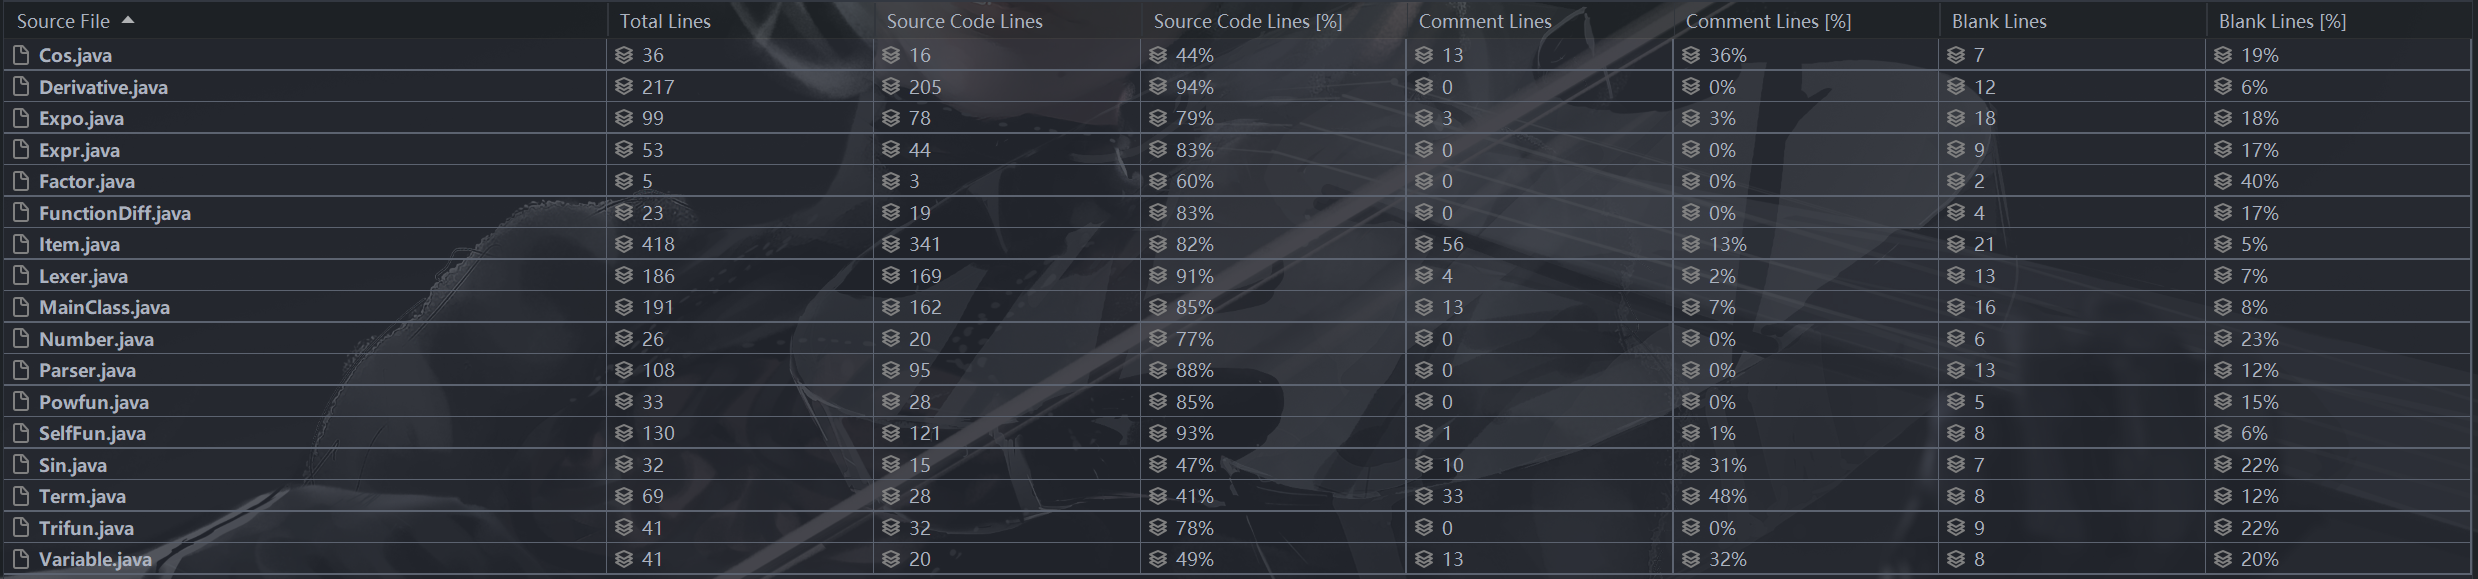 Source File Total Lines Source Code Lines Source Code Lines [%] Comment Lines Comment Lines [%] Blank Lines Blank Lines [%]
Cos.java 36 16 44% 13 36% 7 19%
Derivative.java 217 205 94% 0 0% 12 6%
Expo.java 99 78 79% 3 3% 18 18%
Expr.java 53 44 83% 0 0% 9 17%
Factor.java 5 3 60% 0 0% 2 40%
FunctionDiff.java 23 19 83% 0 0% 4 17%
Item.java 418 341 82% 56 13% 21 5%
Lexer.java 186 169 91% 4 2% 13 7%
MainClass.java 191 162 85% 13 7% 16 8%
Number.java 26 20 77% 0 0% 6 23%
Parser.java 108 95 88% 0 0% 13 12%
Powfun.java 33 28 85% 0 0% 5 15%
SelfFun.java 130 121 93% 1 1% 8 6%
Sin.java 32 15 47% 10 31% 7 22%
Term.java 69 28 41% 33 48% 8 12%
Trifun.java 41 32 78% 0 0% 9 22%
Variable.java 41 20 49% 13 32% 8 20%